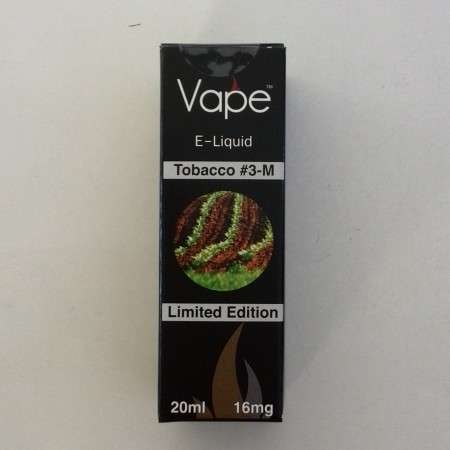 Vape™
E-Liquid
Tobacco #3-M
Limited Edition
20ml 16mg